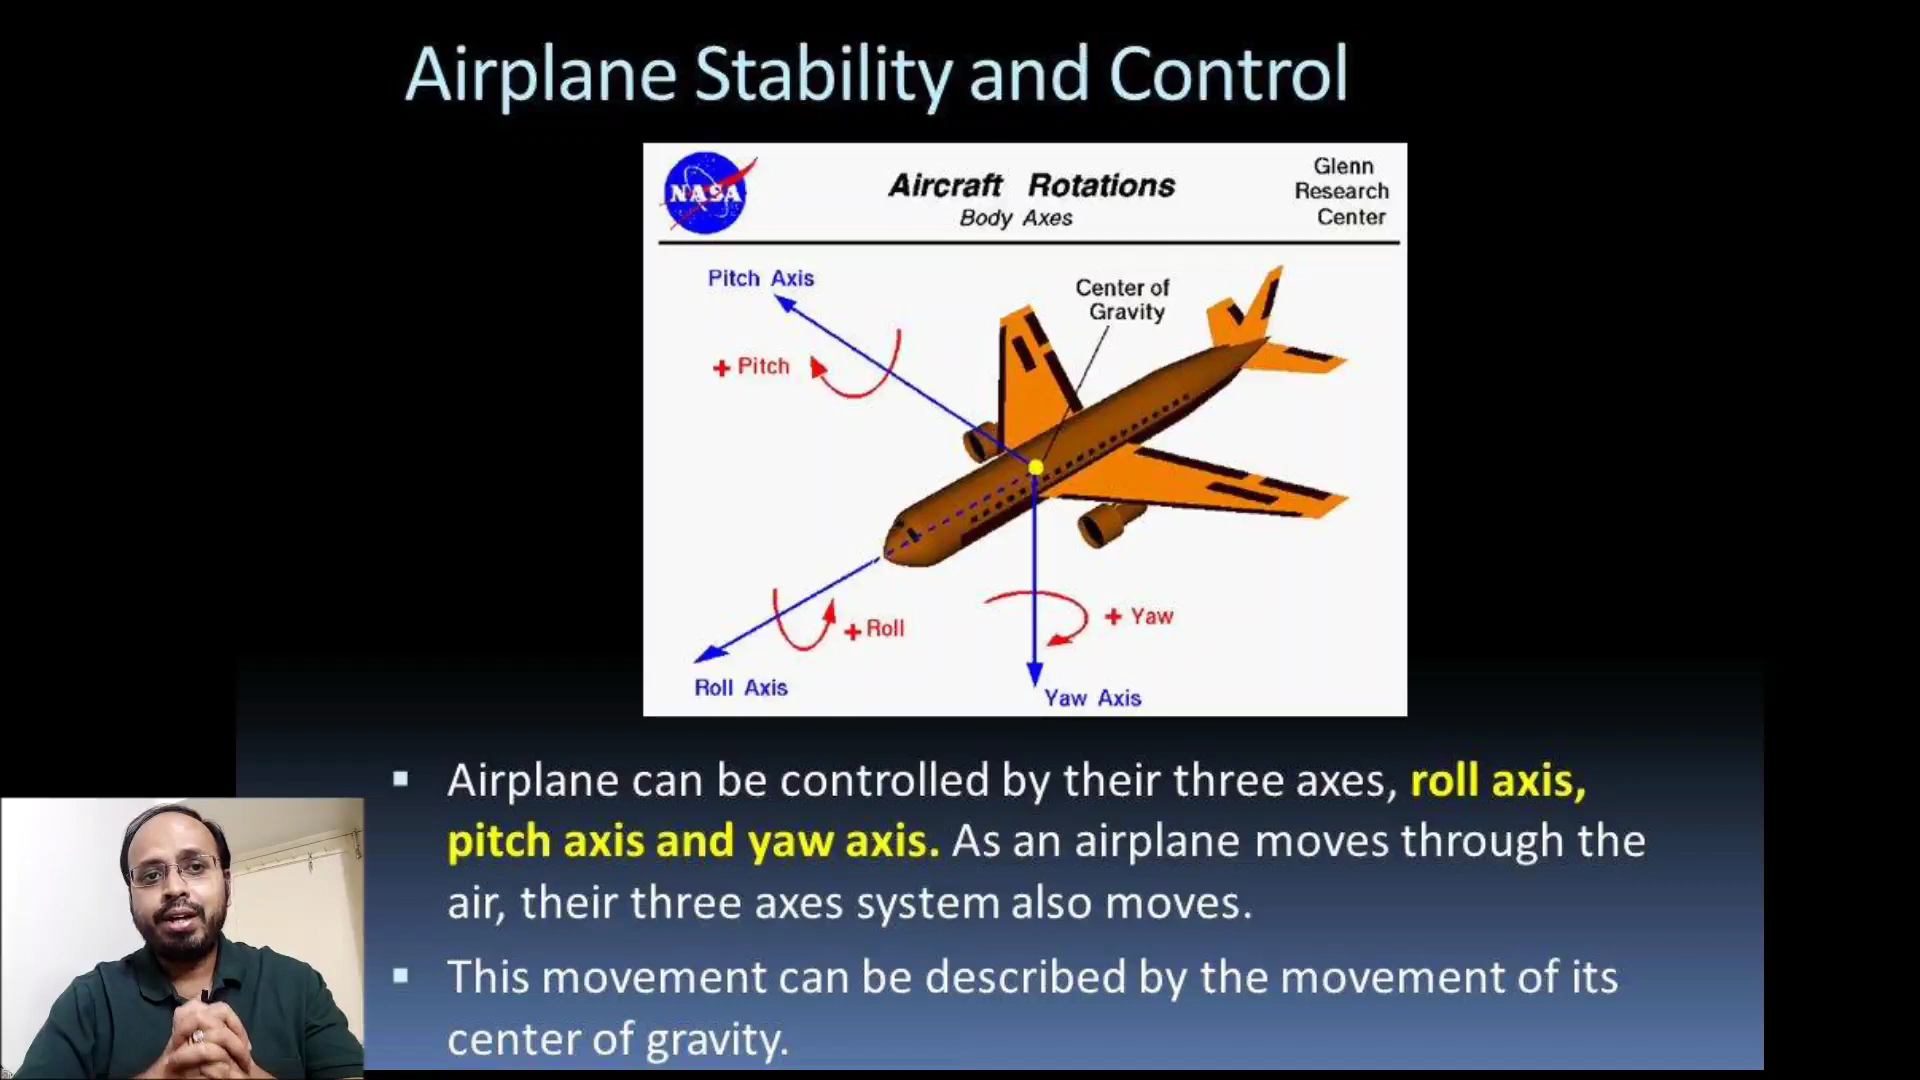 Airplane Stability and Control
NASA
Aircraft Rotations
Body Axes
Glenn
Research
Center
Pitch Axis
Center of
Gravity
+ Pitch
+ Roll
+ Yaw
Roll Axis
Yaw Axis
▪ Airplane can be controlled by their three axes, roll axis,
pitch axis and yaw axis. As an airplane moves through the
air, their three axes system also moves.
▪ This movement can be described by the movement of its
center of gravity.